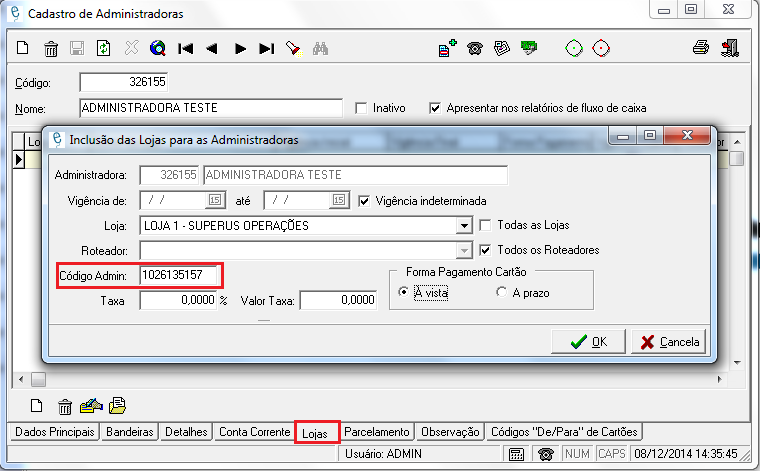 Cadastro de Administradoras
Código: 326155
Nome: ADMINISTRADORA TESTE Inativo Apresentar nos relatórios de fluxo de caixa
Lo
Inclusão das Lojas para as Administradoras
Administradora: 326155 ADMINISTRADORA TESTE
Vigência de: / / 15 até / / 15 Vigência indeterminada
Loja: LOJA 1 - SUPERUS OPERAÇÕES Todas as Lojas
Roteador: Todos os Roteadores
Código Admin: 1026135157 Forma Pagamento Cartão
Taxa 0,0000 % Valor Taxa: 0,0000 À vista A prazo
OK Cancela
Dados Principais Bandeiras Detalhes Conta Corrente Lojas Parcelamento Observação Códigos "De/Para" de Cartões
Usuário: ADMIN NUM CAPS 08/12/2014 14:35:45